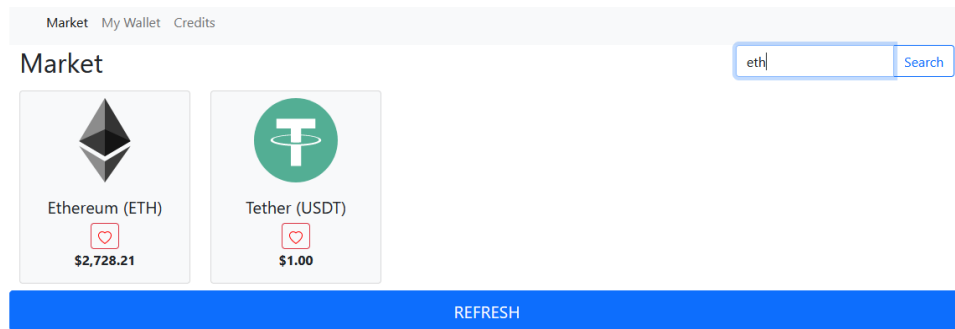 Market My Wallet Credits
Market
eth
Search
Ethereum (ETH)
Tether (USDT)
$2,728.21
$1.00
REFRESH